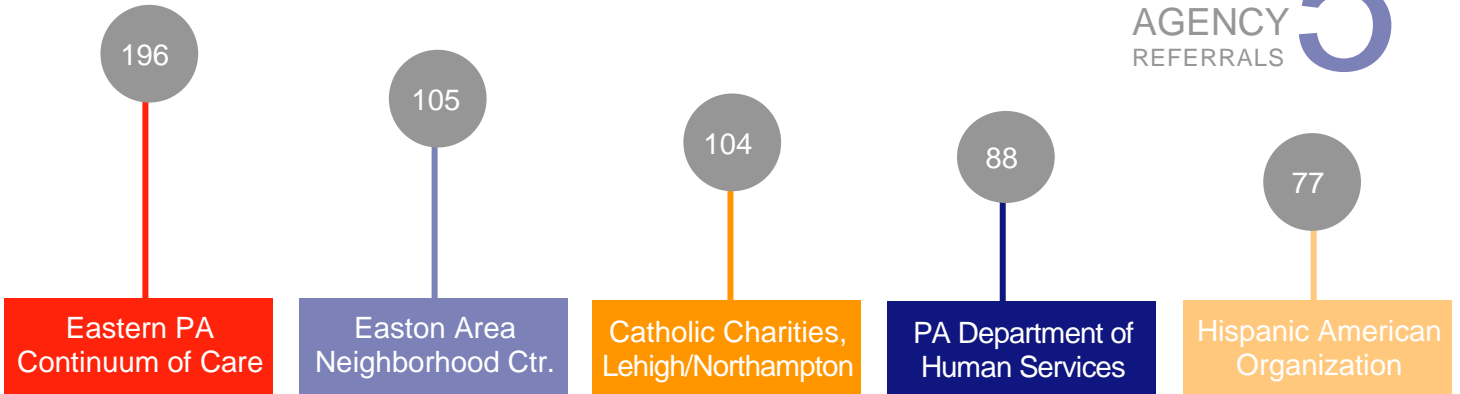 AGENCY
REFERRALS
196
105
104
88
77
Eastern PA
Continuum of Care
Easton Area
Neighborhood Ctr.
Catholic Charities,
Lehigh/Northampton
PA Department of
Human Services
Hispanic American
Organization